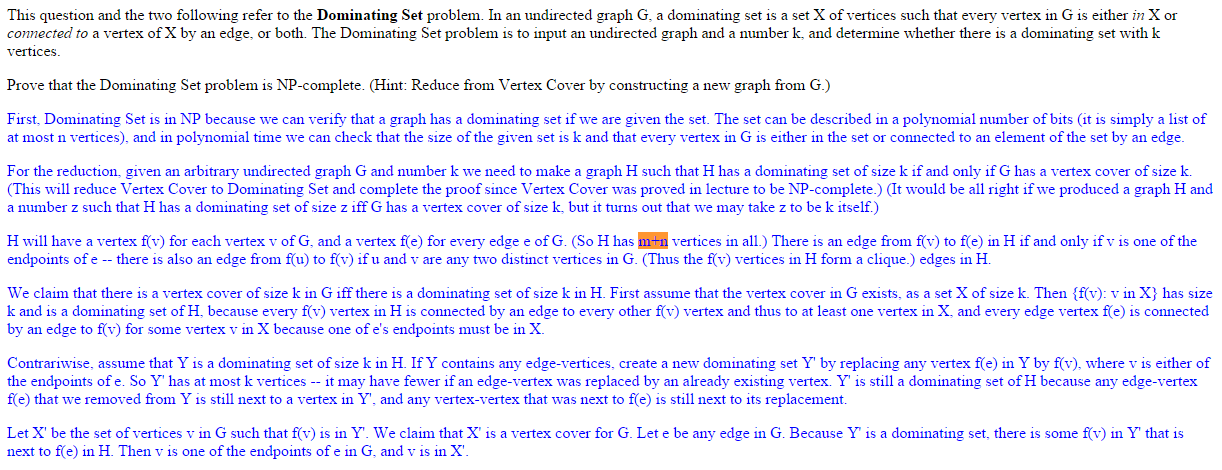 This question and the two following refer to the Dominating Set problem. In an undirected graph G, a dominating set is a set X of vertices such that every vertex in G is either in X or
connected to a vertex of X by an edge, or both. The Dominating Set problem is to input an undirected graph and a number k, and determine whether there is a dominating set with k
vertices.
Prove that the Dominating Set problem is NP-complete. (Hint: Reduce from Vertex Cover by constructing a new graph from G.)
First, Dominating Set is in NP because we can verify that a graph has a dominating set if we are given the set. The set can be described in a polynomial number of bits (it is simply a list of
at most n vertices), and in polynomial time we can check that the size of the given set is k and that every vertex in G is either in the set or connected to an element of the set by an edge.
For the reduction, given an arbitrary undirected graph G and number k we need to make a graph H such that H has a dominating set of size k if and only if G has a vertex cover of size k.
(This will reduce Vertex Cover to Dominating Set and complete the proof since Vertex Cover was proved in lecture to be NP-complete.) (It would be all right if we produced a graph H and
a number z such that H has a dominating set of size z iff G has a vertex cover of size k, but it turns out that we may take z to be k itself.)
H will have a vertex f(v) for each vertex v of G, and a vertex f(e) for every edge e of G. (So H has m+n vertices in all.) There is an edge from f(v) to f(e) in H if and only if v is one of the
endpoints of e -- there is also an edge from f(u) to f(v) if u and v are any two distinct vertices in G. (Thus the f(v) vertices in H form a clique.) edges in H.
We claim that there is a vertex cover of size k in G iff there is a dominating set of size k in H. First assume that the vertex cover in G exists, as a set X of size k. Then {f(v): v in X} has size
k and is a dominating set of H, because every f(v) vertex in H is connected by an edge to every other f(v) vertex and thus to at least one vertex in X, and every edge vertex f(e) is connected
by an edge to f(v) for some vertex v in X because one of e's endpoints must be in X.
Contrariwise, assume that Y is a dominating set of size k in H. If Y contains any edge-vertices, create a new dominating set Y' by replacing any vertex f(e) in Y by f(v), where v is either of
the endpoints of e. So Y' has at most k vertices -- it may have fewer if an edge-vertex was replaced by an already existing vertex. Y' is still a dominating set of H because any edge-vertex
f(e) that we removed from Y is still next to a vertex in Y', and any vertex-vertex that was next to f(e) is still next to its replacement.
Let X' be the set of vertices v in G such that f(v) is in Y'. We claim that X' is a vertex cover for G. Let e be any edge in G. Because Y' is a dominating set, there is some f(v) in Y' that is
next to f(e) in H. Then v is one of the endpoints of e in G, and v is in X'.